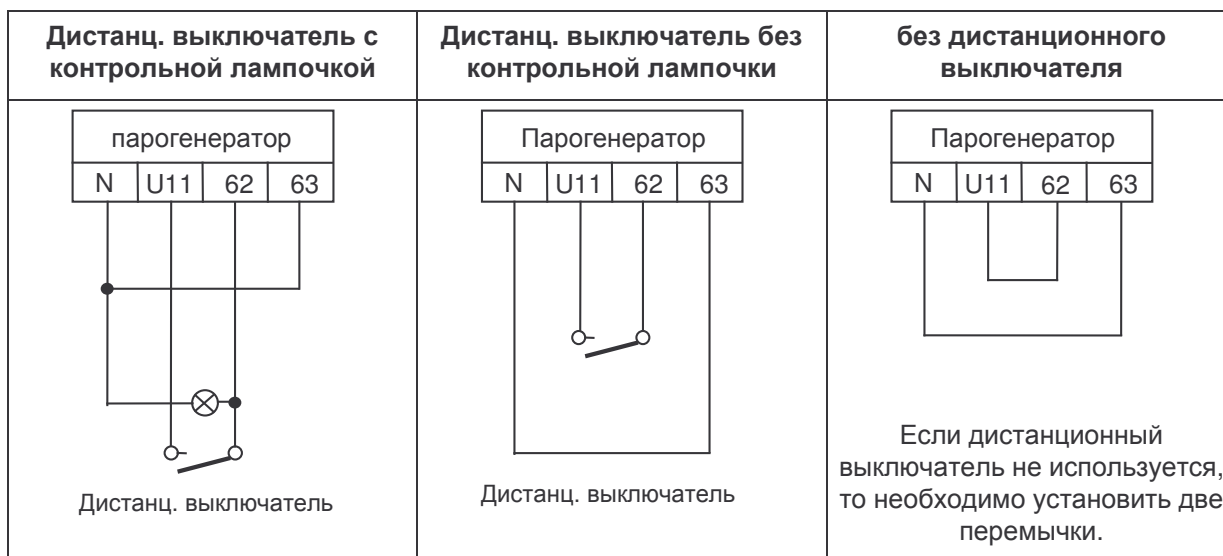 Дистанц. выключатель с
контрольной лампочкой
парогенератор
N U11 62 63
Дистанц. выключатель
Дистанц. выключатель без
контрольной лампочки
Парогенератор
N U11 62 63
Дистанц. выключатель
без дистанционного
выключателя
Парогенератор
N U11 62 63
Если дистанционный
выключатель не используется,
то необходимо установить две
перемычки.